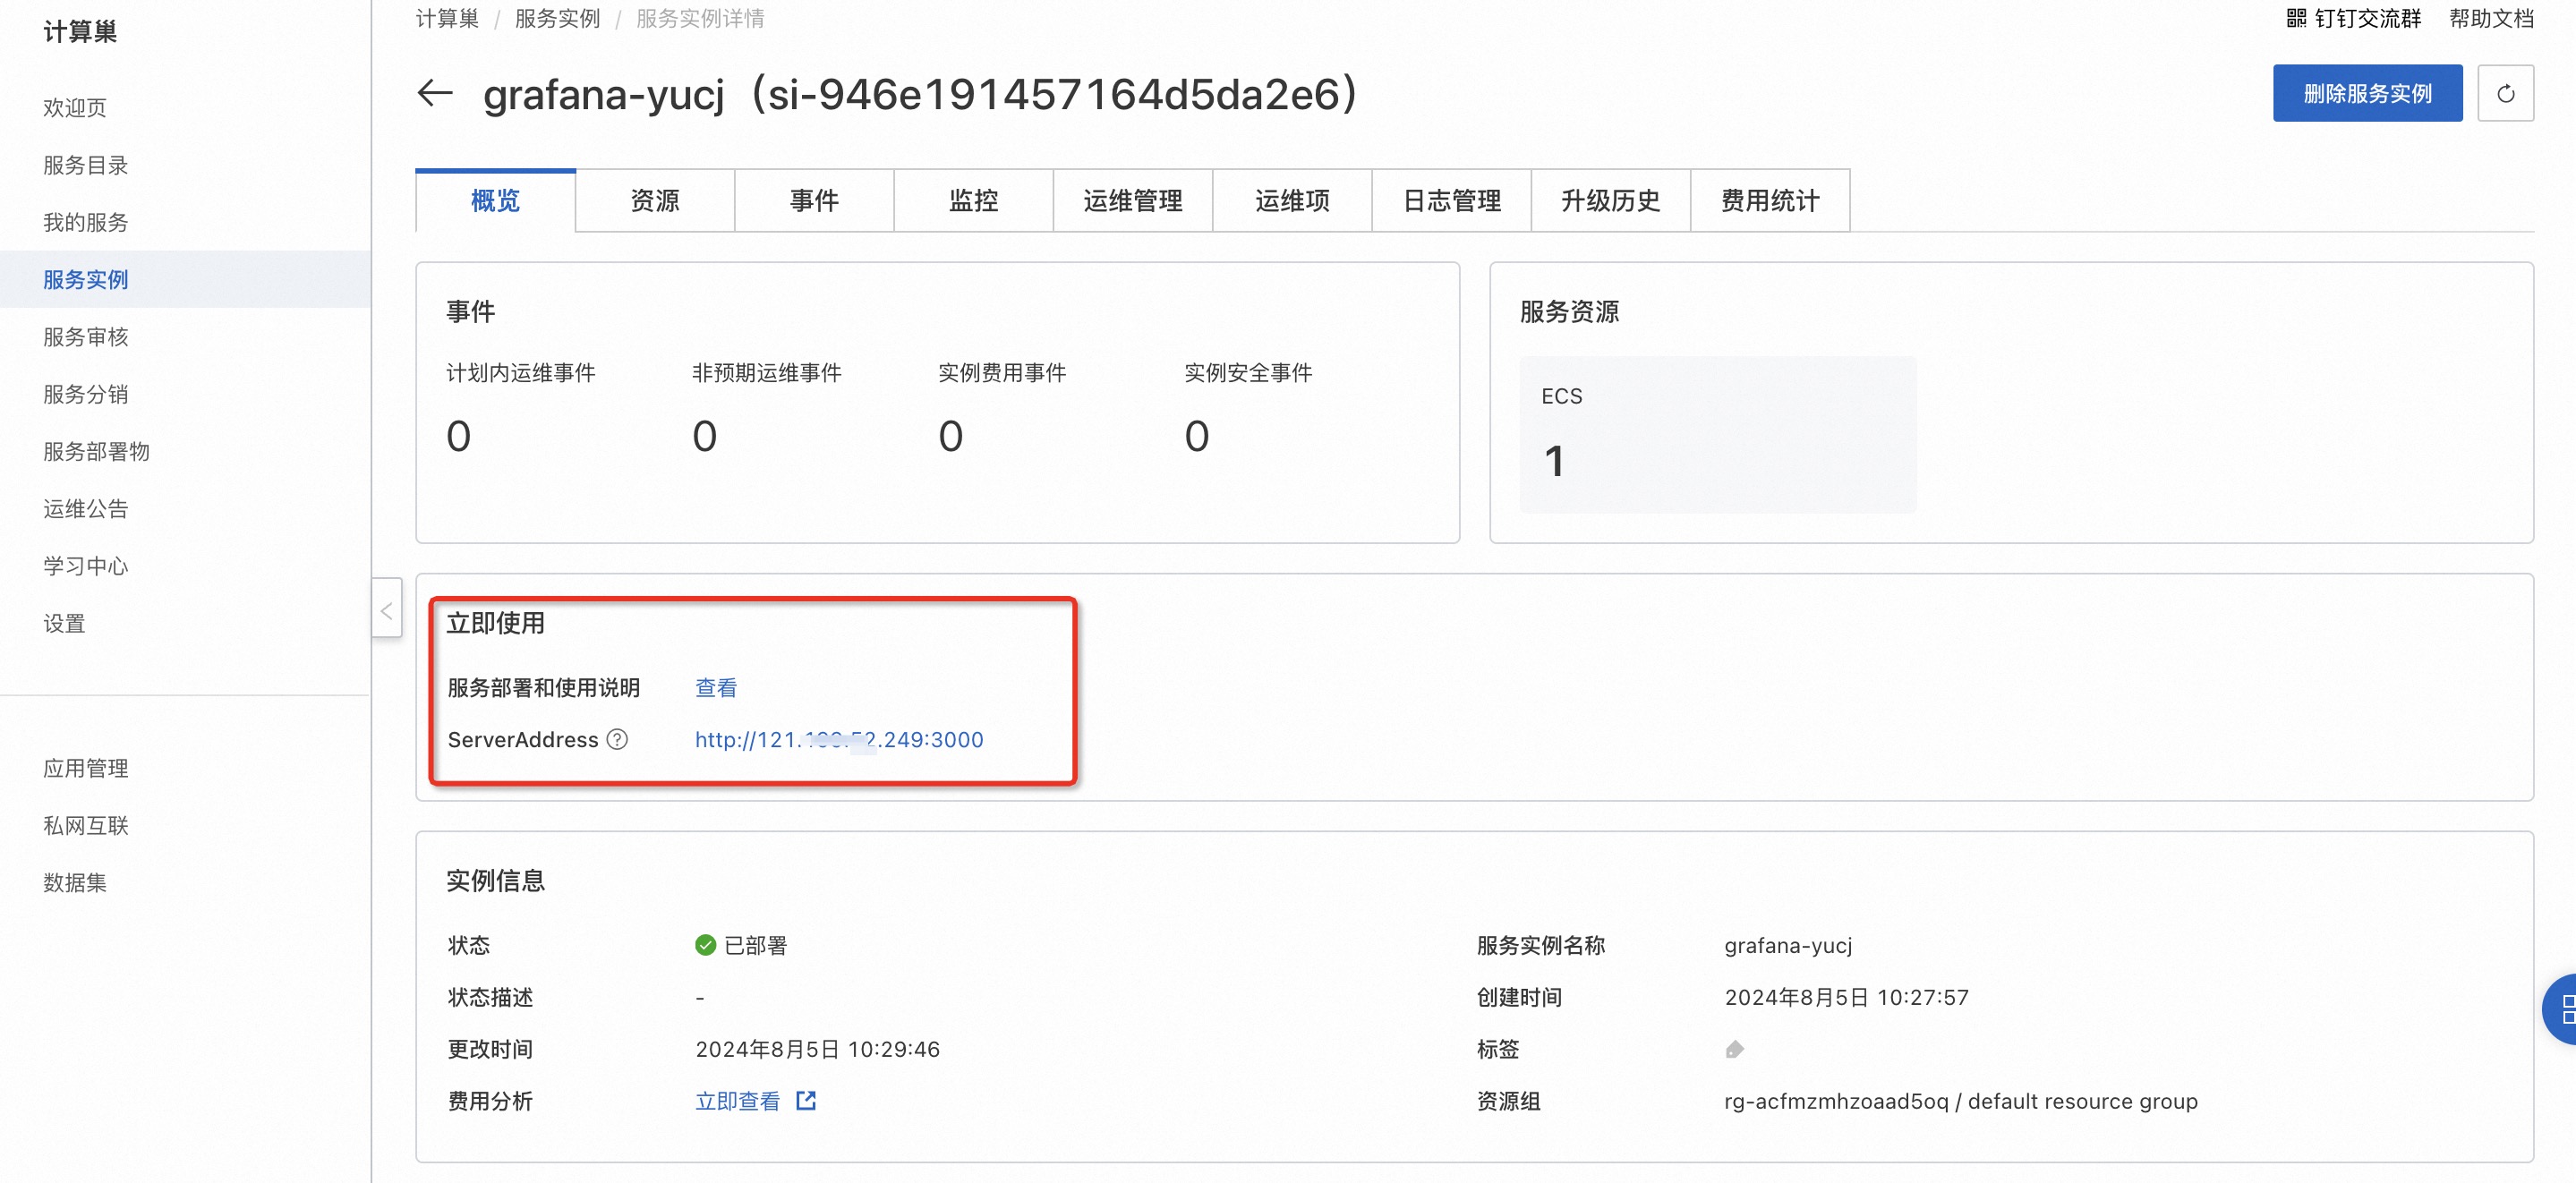 计算巢
欢迎页
服务目录
我的服务
服务实例
服务审核
服务分销
服务部署物
运维公告
学习中心
设置
应用管理
私网互联
数据集
计算巢 / 服务实例 / 服务实例详情
钉钉交流群 帮助文档
grafana-yucj（si-946e191457164d5da2e6）
删除服务实例
概览 资源 事件 监控 运维管理 运维项 日志管理 升级历史 费用统计
事件
计划内运维事件 非预期运维事件 实例费用事件 实例安全事件
0 0 0 0
服务资源
ECS
1
立即使用
服务部署和使用说明 查看
ServerAddress http://121. .249:3000
实例信息
状态 已部署
状态描述 -
更改时间 2024年8月5日 10:29:46
费用分析 立即查看
服务实例名称 grafana-yucj
创建时间 2024年8月5日 10:27:57
标签
资源组 rg-acfmzmhzoaad5oq / default resource group